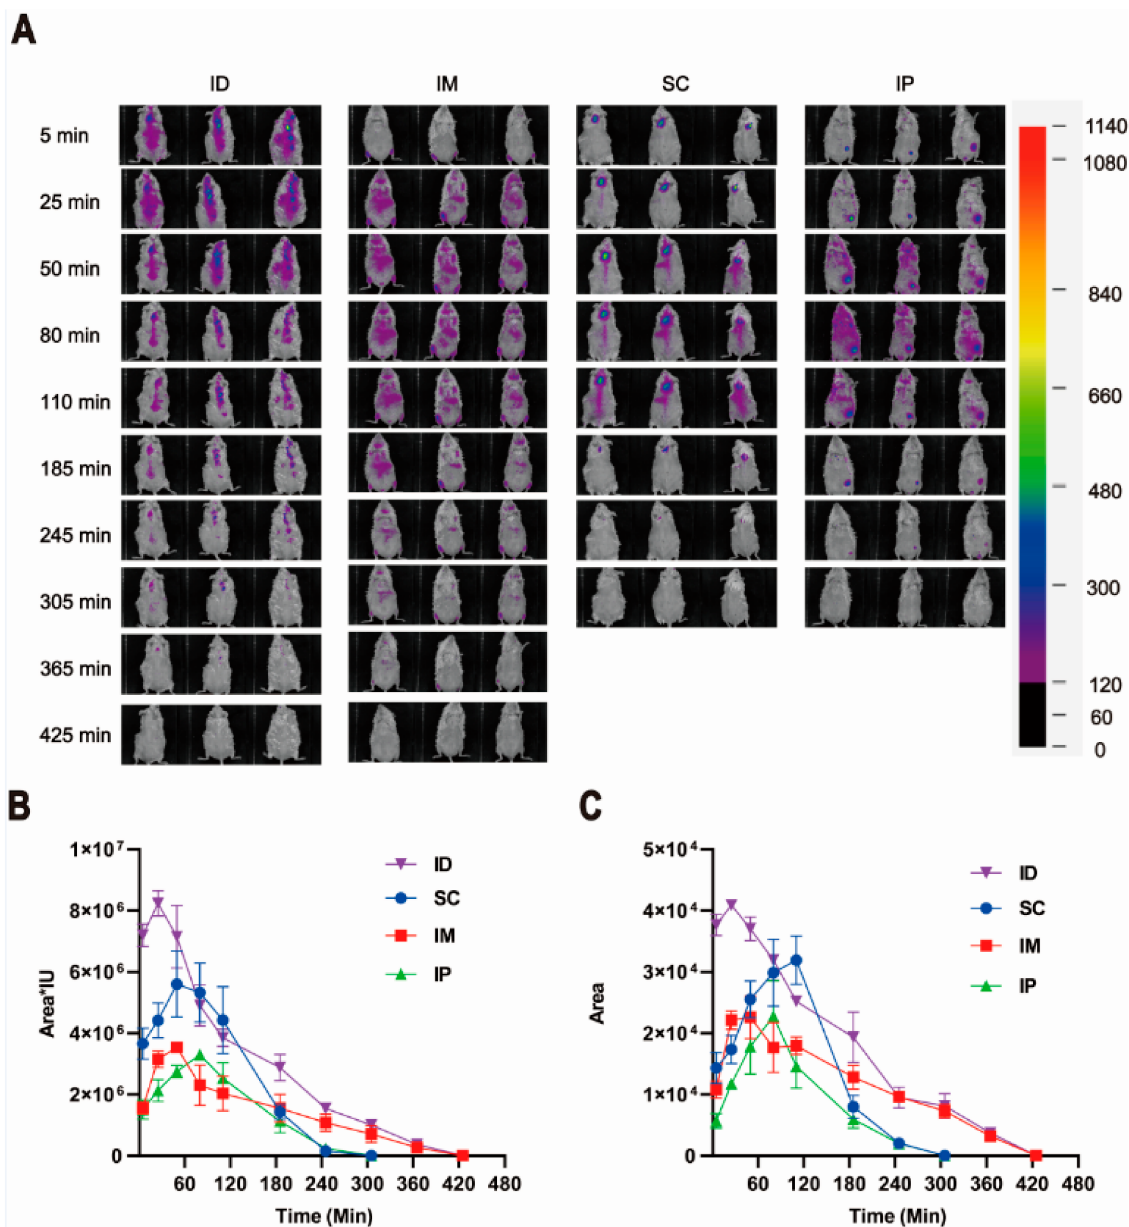 A
ID IM SC IP
5 min
25 min
50 min
80 min
110 min
185 min
245 min
305 min
365 min
425 min
1140
1080
840
660
480
300
120
60
0
B
1×10⁷
8×10⁶
6×10⁶
4×10⁶
2×10⁶
0
Area*IU
60 120 180 240 300 360 420 480
Time (Min)
ID
SC
IM
IP
C
5×10⁴
4×10⁴
3×10⁴
2×10⁴
1×10⁴
0
Area
60 120 180 240 300 360 420 480
Time (Min)
ID
SC
IM
IP